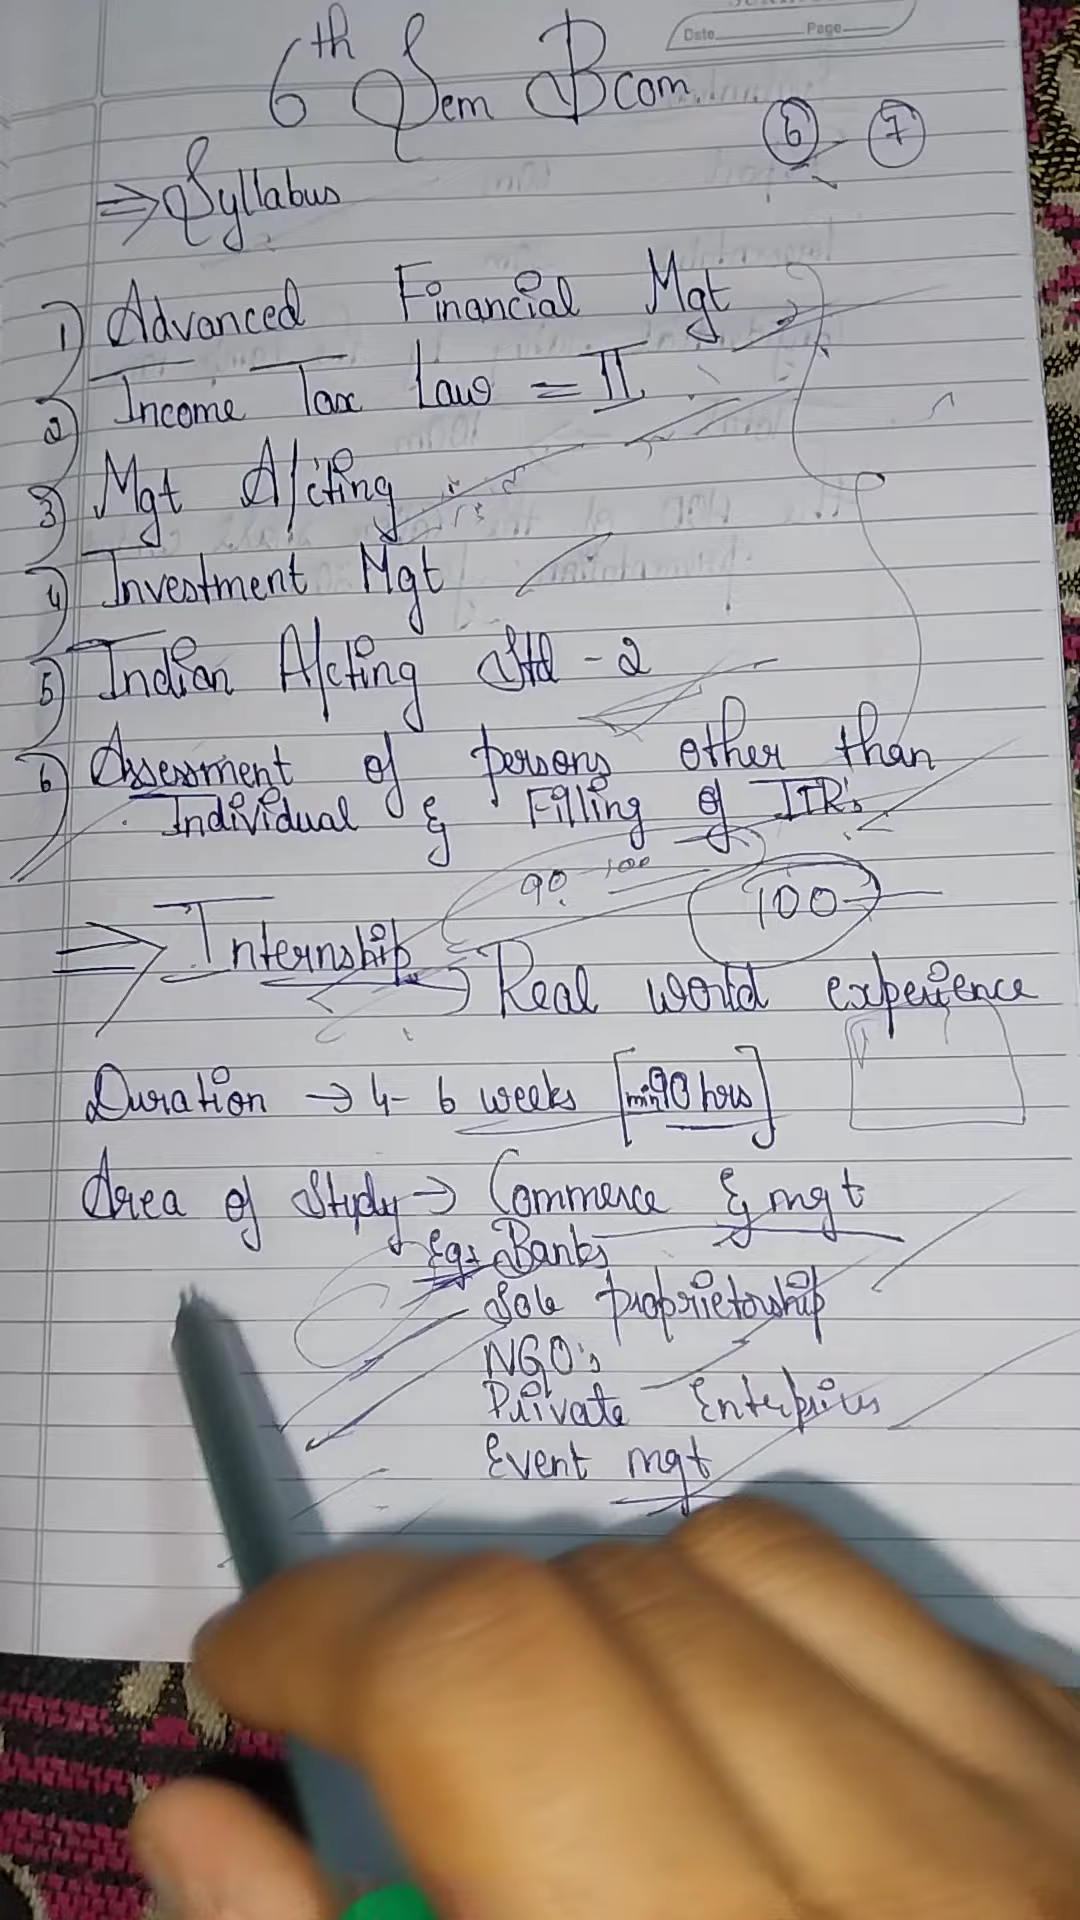 Date Page
6th Sem Bcom
6 7
⇒ Syllabus
1) Advanced Financial Mgt
2) Income Tax Law = II
3) Mgt A/cting
4) Investment Mgt
5) Indian A/cting Std - 2
6) Assessment of persons other than
Individual & Filling of ITR's
90 100 100
⇒ Internship
→ Real world experience
Duration → 4- 6 weeks [min 90 hrs]
Area of Study → Commerce & mgt
Eg: Banks
Sole proprietorship
NGO's
Private Enterprises
Event mgt